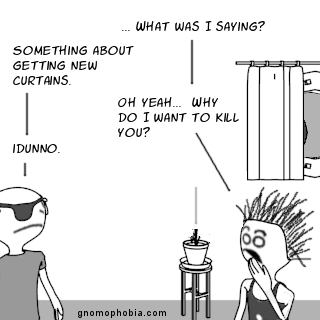 ... WHAT WAS I SAYING?
SOMETHING ABOUT
GETTING NEW
CURTAINS.
OH YEAH... WHY
DO I WANT TO KILL
YOU?
IDUNNO.
gnomophobia.com